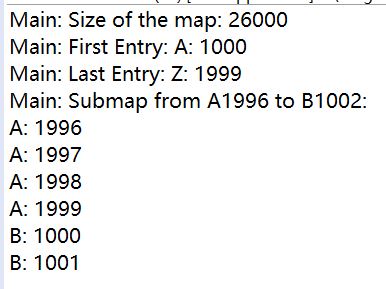 Main: Size of the map: 26000
Main: First Entry: A: 1000
Main: Last Entry: Z: 1999
Main: Submap from A1996 to B1002:
A: 1996
A: 1997
A: 1998
A: 1999
B: 1000
B: 1001